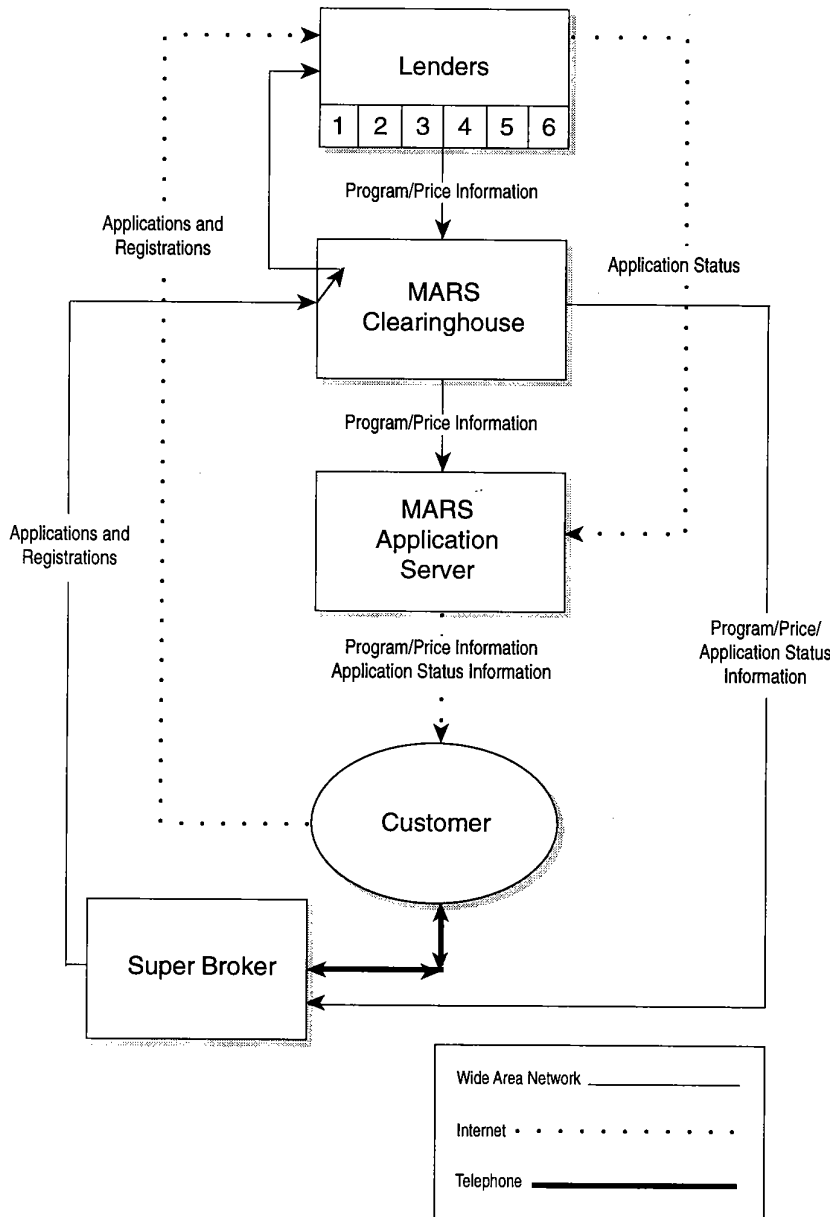 Lenders
1 2 3 4 5 6
Program/Price Information
Applications and
Registrations
Application Status
MARS
Clearinghouse
Program/Price Information
MARS
Application
Server
Applications and
Registrations
Program/Price Information
Application Status Information
Program/Price/
Application Status
Information
Customer
Super Broker
Wide Area Network
Internet
Telephone